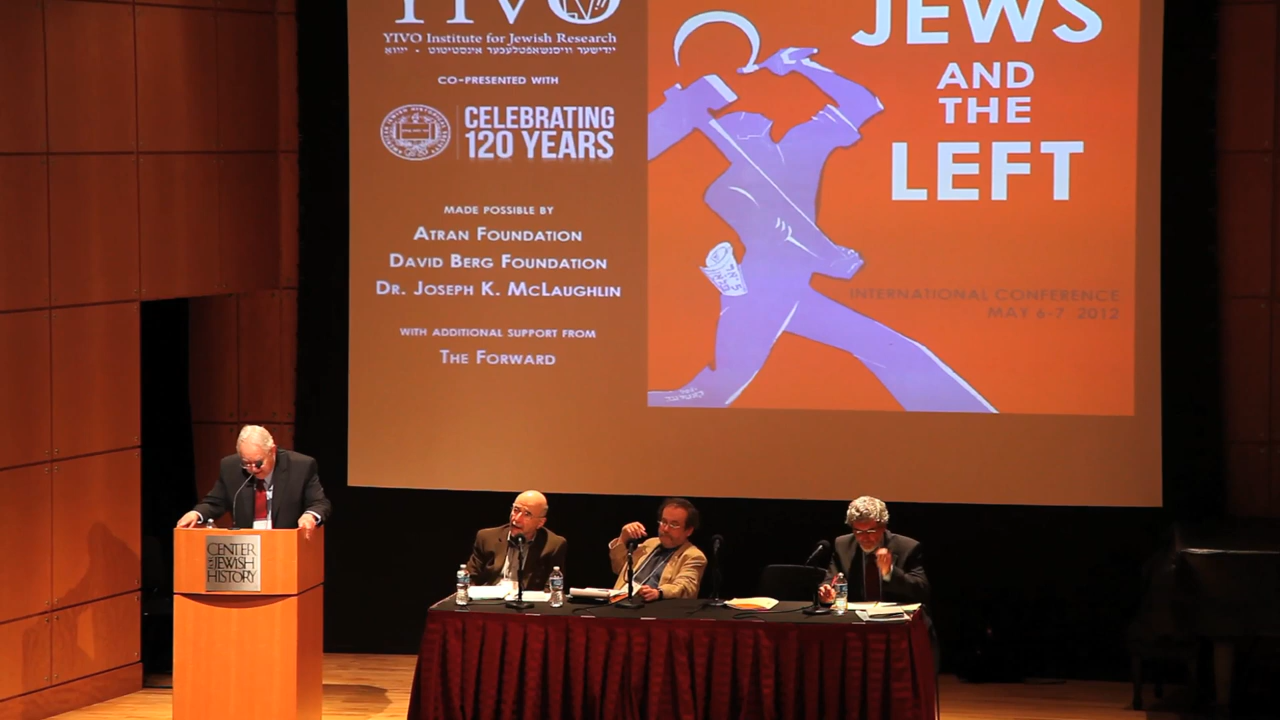 YIVO
YIVO Institute for Jewish Research
ייִדישער װיסנשאַפֿטלעכער אינסטיטוט • ייִװאָ
CO-PRESENTED WITH
CELEBRATING
120 YEARS
MADE POSSIBLE BY
ATRAN FOUNDATION
DAVID BERG FOUNDATION
DR. JOSEPH K. MCLAUGHLIN
WITH ADDITIONAL SUPPORT FROM
THE FORWARD
JEWS
AND
THE
LEFT
INTERNATIONAL CONFERENCE
MAY 6-7 2012
CENTER
FOR JEWISH
HISTORY